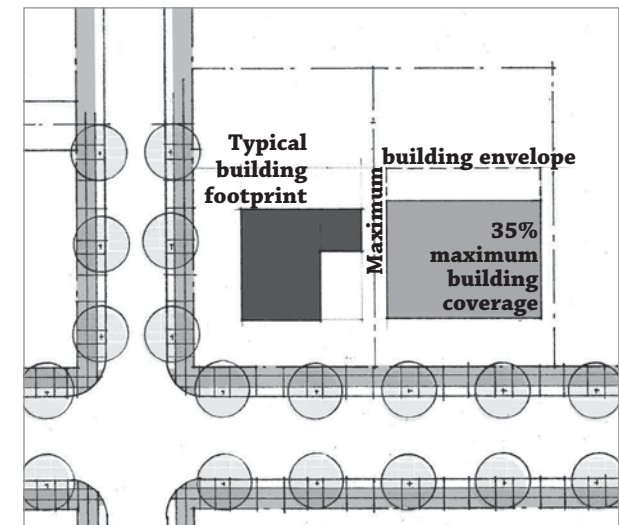 Typical
building
footprint
Maximum
building envelope
35%
maximum
building
coverage